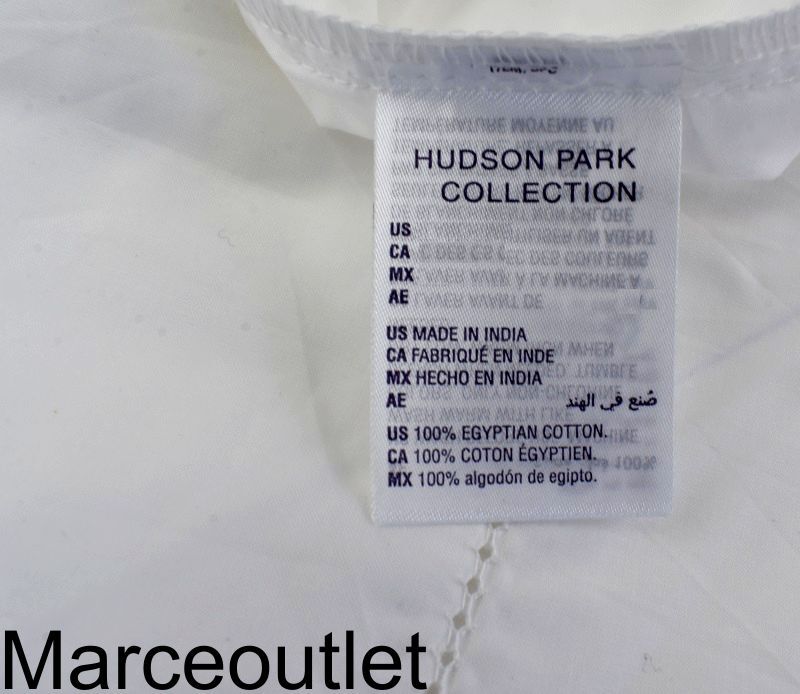 HUDSON PARK
COLLECTION
US
CA
MX
AE
US MADE IN INDIA
CA FABRIQUÉ EN INDE
MX HECHO EN INDIA
AE صُنع في الهند
US 100% EGYPTIAN COTTON.
CA 100% COTON ÉGYPTIEN.
MX 100% algodón de egipto.
Marceoutlet